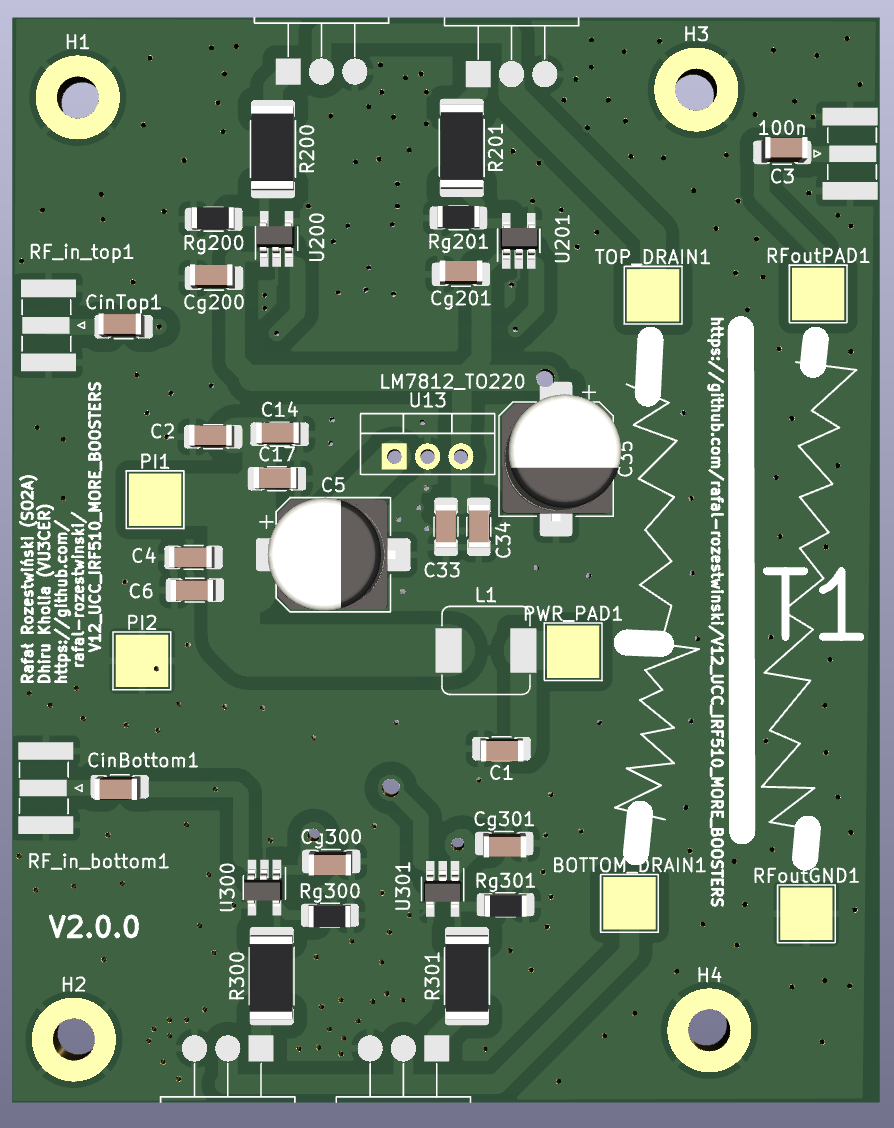 H1
H3
100n
C3
R200
R201
Rg200
U200
Rg201
U201
RF_in_top1
TOP_DRAIN1
RFoutPAD1
Cg200
Cg201
CinTop1
LM7812_TO220
U13
C14
C2
C17
C35
PI1
C5
C4
C6
C33
C34
Rafał Rozestwiński (SO2A)
Dhiru Kholia (VU3CER)
https://github.com/
rafal-rozestwinski/
V12_UCC_IRF510_MORE_BOOSTERS
https://github.com/rafal-rozestwinski/V12_UCC_IRF510_MORE_BOOSTERS
T1
L1
PWR_PAD1
PI2
C1
CinBottom1
Cg300
Cg301
RF_in_bottom1
U300
Rg300
U301
Rg301
BOTTOM_DRAIN1
RFoutGND1
V2.0.0
R300
R301
H2
H4